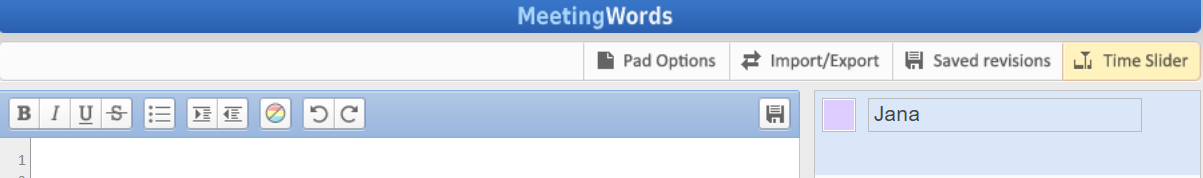 MeetingWords
Pad Options Import/Export Saved revisions Time Slider
B I U S
Jana
1